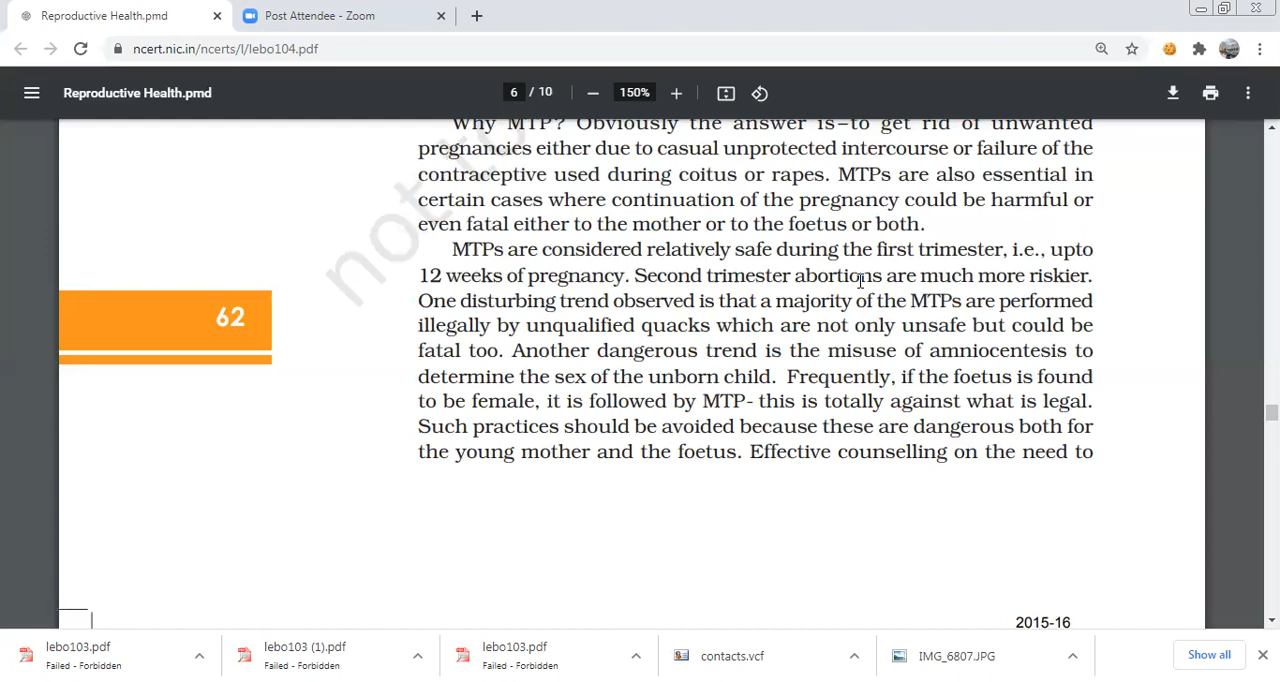 Reproductive Health.pmd
Post Attendee - Zoom
ncert.nic.in/ncerts/l/lebo104.pdf
Reproductive Health.pmd
6 / 10
150%
Why MTP? Obviously the answer is–to get rid of unwanted
pregnancies either due to casual unprotected intercourse or failure of the
contraceptive used during coitus or rapes. MTPs are also essential in
certain cases where continuation of the pregnancy could be harmful or
even fatal either to the mother or to the foetus or both.
MTPs are considered relatively safe during the first trimester, i.e., upto
12 weeks of pregnancy. Second trimester abortions are much more riskier.
One disturbing trend observed is that a majority of the MTPs are performed
illegally by unqualified quacks which are not only unsafe but could be
fatal too. Another dangerous trend is the misuse of amniocentesis to
determine the sex of the unborn child. Frequently, if the foetus is found
to be female, it is followed by MTP- this is totally against what is legal.
Such practices should be avoided because these are dangerous both for
the young mother and the foetus. Effective counselling on the need to
62
not to
2015-16
lebo103.pdf
Failed - Forbidden
lebo103 (1).pdf
Failed - Forbidden
lebo103.pdf
Failed - Forbidden
contacts.vcf
IMG_6807.JPG
Show all